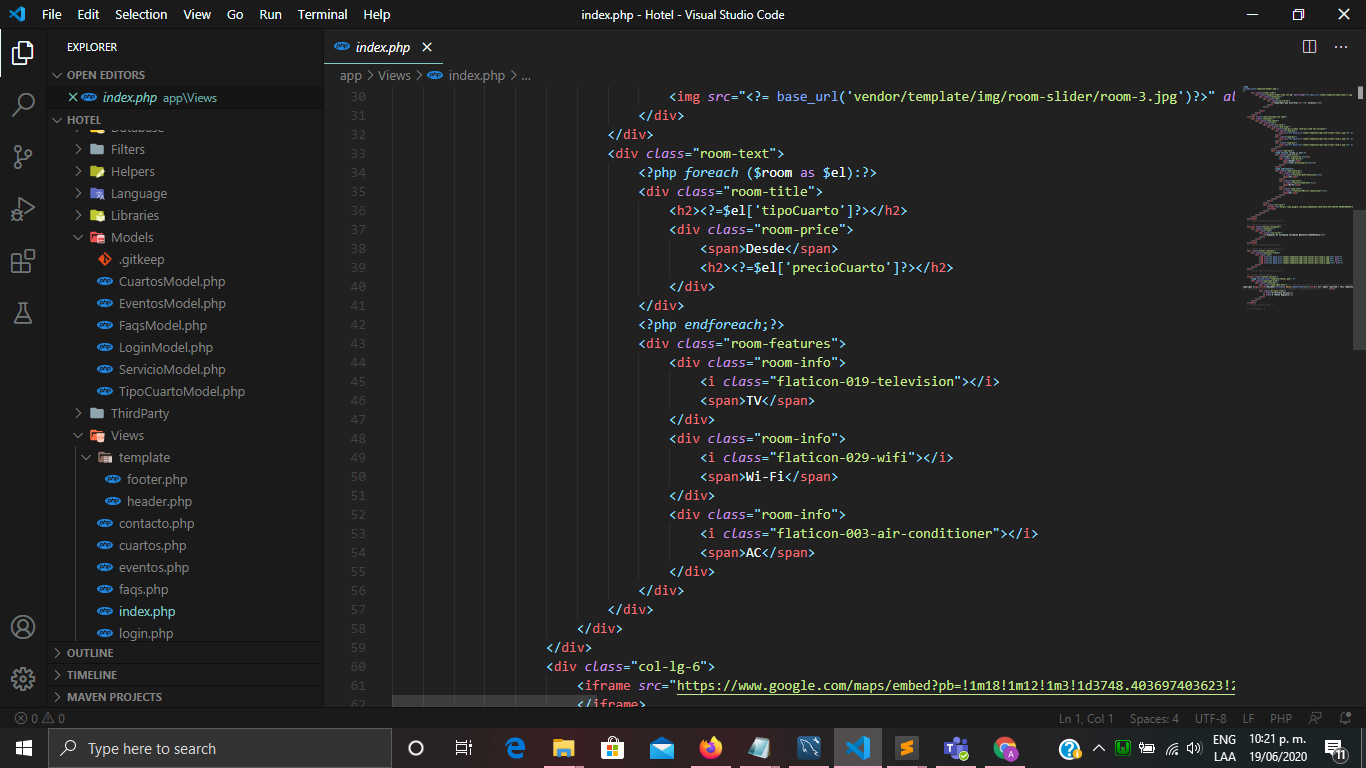 File Edit Selection View Go Run Terminal Help
index.php - Hotel - Visual Studio Code
EXPLORER
OPEN EDITORS
index.php app\Views
HOTEL
Database
Filters
Helpers
Language
Libraries
Models
.gitkeep
CuartosModel.php
EventosModel.php
FaqsModel.php
LoginModel.php
ServicioModel.php
TipoCuartoModel.php
ThirdParty
Views
template
footer.php
header.php
contacto.php
cuartos.php
eventos.php
faqs.php
index.php
login.php
OUTLINE
TIMELINE
MAVEN PROJECTS
index.php
app > Views > index.php > ...
30 <img src="<?= base_url('vendor/template/img/room-slider/room-3.jpg')?>" al
31 </div>
32 </div>
33 <div class="room-text">
34 <?php foreach ($room as $el):?>
35 <div class="room-title">
36 <h2><?=$el['tipoCuarto']?></h2>
37 <div class="room-price">
38 <span>Desde</span>
39 <h2><?=$el['precioCuarto']?></h2>
40 </div>
41 </div>
42 <?php endforeach;?>
43 <div class="room-features">
44 <div class="room-info">
45 <i class="flaticon-019-television"></i>
46 <span>TV</span>
47 </div>
48 <div class="room-info">
49 <i class="flaticon-029-wifi"></i>
50 <span>Wi-Fi</span>
51 </div>
52 <div class="room-info">
53 <i class="flaticon-003-air-conditioner"></i>
54 <span>AC</span>
55 </div>
56 </div>
57 </div>
58 </div>
59 </div>
60 <div class="col-lg-6">
61 <iframe src="https://www.google.com/maps/embed?pb=!1m18!1m12!1m3!1d3748.403697403623!2
62 </iframe>
0 0
Ln 1, Col 1 Spaces: 4 UTF-8 LF PHP
Type here to search
ENG
LAA
10:21 p. m.
19/06/2020
11